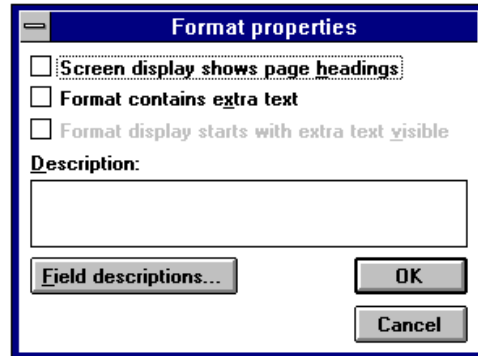 Format properties
Screen display shows page headings
Format contains extra text
Format display starts with extra text visible
Description:
Field descriptions...
OK
Cancel